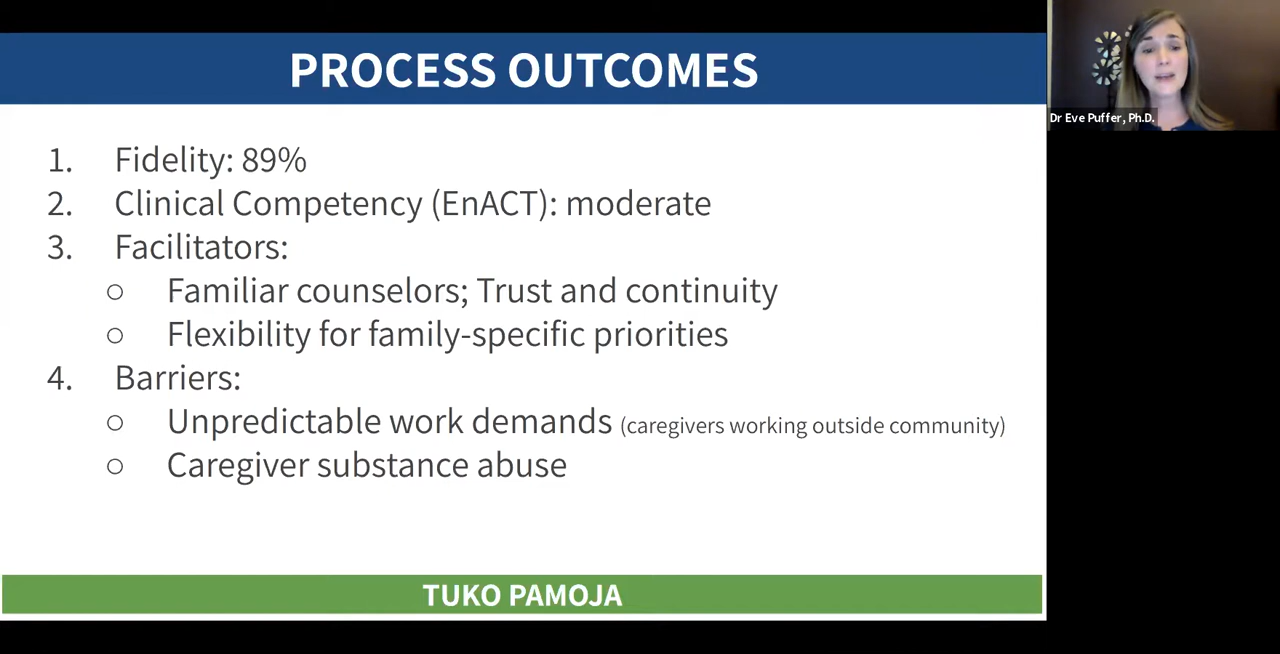 PROCESS OUTCOMES
Dr Eve Puffer, Ph.D.
1. Fidelity: 89%
2. Clinical Competency (EnACT): moderate
3. Facilitators:
○ Familiar counselors; Trust and continuity
○ Flexibility for family-specific priorities
4. Barriers:
○ Unpredictable work demands (caregivers working outside community)
○ Caregiver substance abuse
TUKO PAMOJA